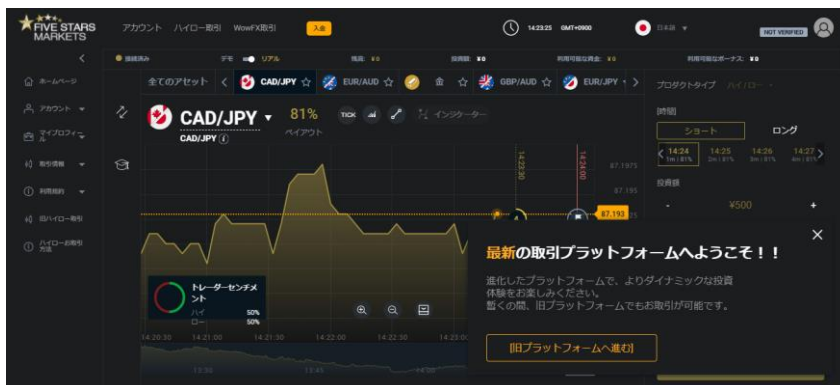 FIVE STARS
MARKETS
アカウント ハイロー取引 WowFX取引 入金
14:23:25 GMT+0900
日本語
NOT VERIFIED
接続済み
デモ リアル
残高: ¥0
投資額: ¥0
利用可能な資金: ¥0
利用可能なボーナス: ¥0
ホームページ
アカウント
マイプロフィール
取引情報
利用規約
旧ハイロー取引
ハイローお取引
方法
全てのアセット
CAD/JPY
EUR/AUD
金
GBP/AUD
EUR/JPY
CAD/JPY
CAD/JPY
81%
ペイアウト
TICK
インジケーター
プロダクトタイプ ハイ/ロー
[時間]
ショート ロング
14:24 14:25 14:26 14:27
1m | 81% 2m | 81% 3m | 81% 4m | 81%
投資額
- ¥500 +
14:23:30
14:24:00
87.1975
87.195
87.193
トレーダーセンチメ
ント
ハイ 50%
ロー 50%
14:20:30 14:21:00 14:21:30 14:22:00 14:22:30 14:23:00
13:30 13:45 14:00
最新の取引プラットフォームへようこそ！！
進化したプラットフォームで、よりダイナミックな投資
体験をお楽しみください。
暫くの間、旧プラットフォームでもお取引が可能です。
[旧プラットフォームへ進む]